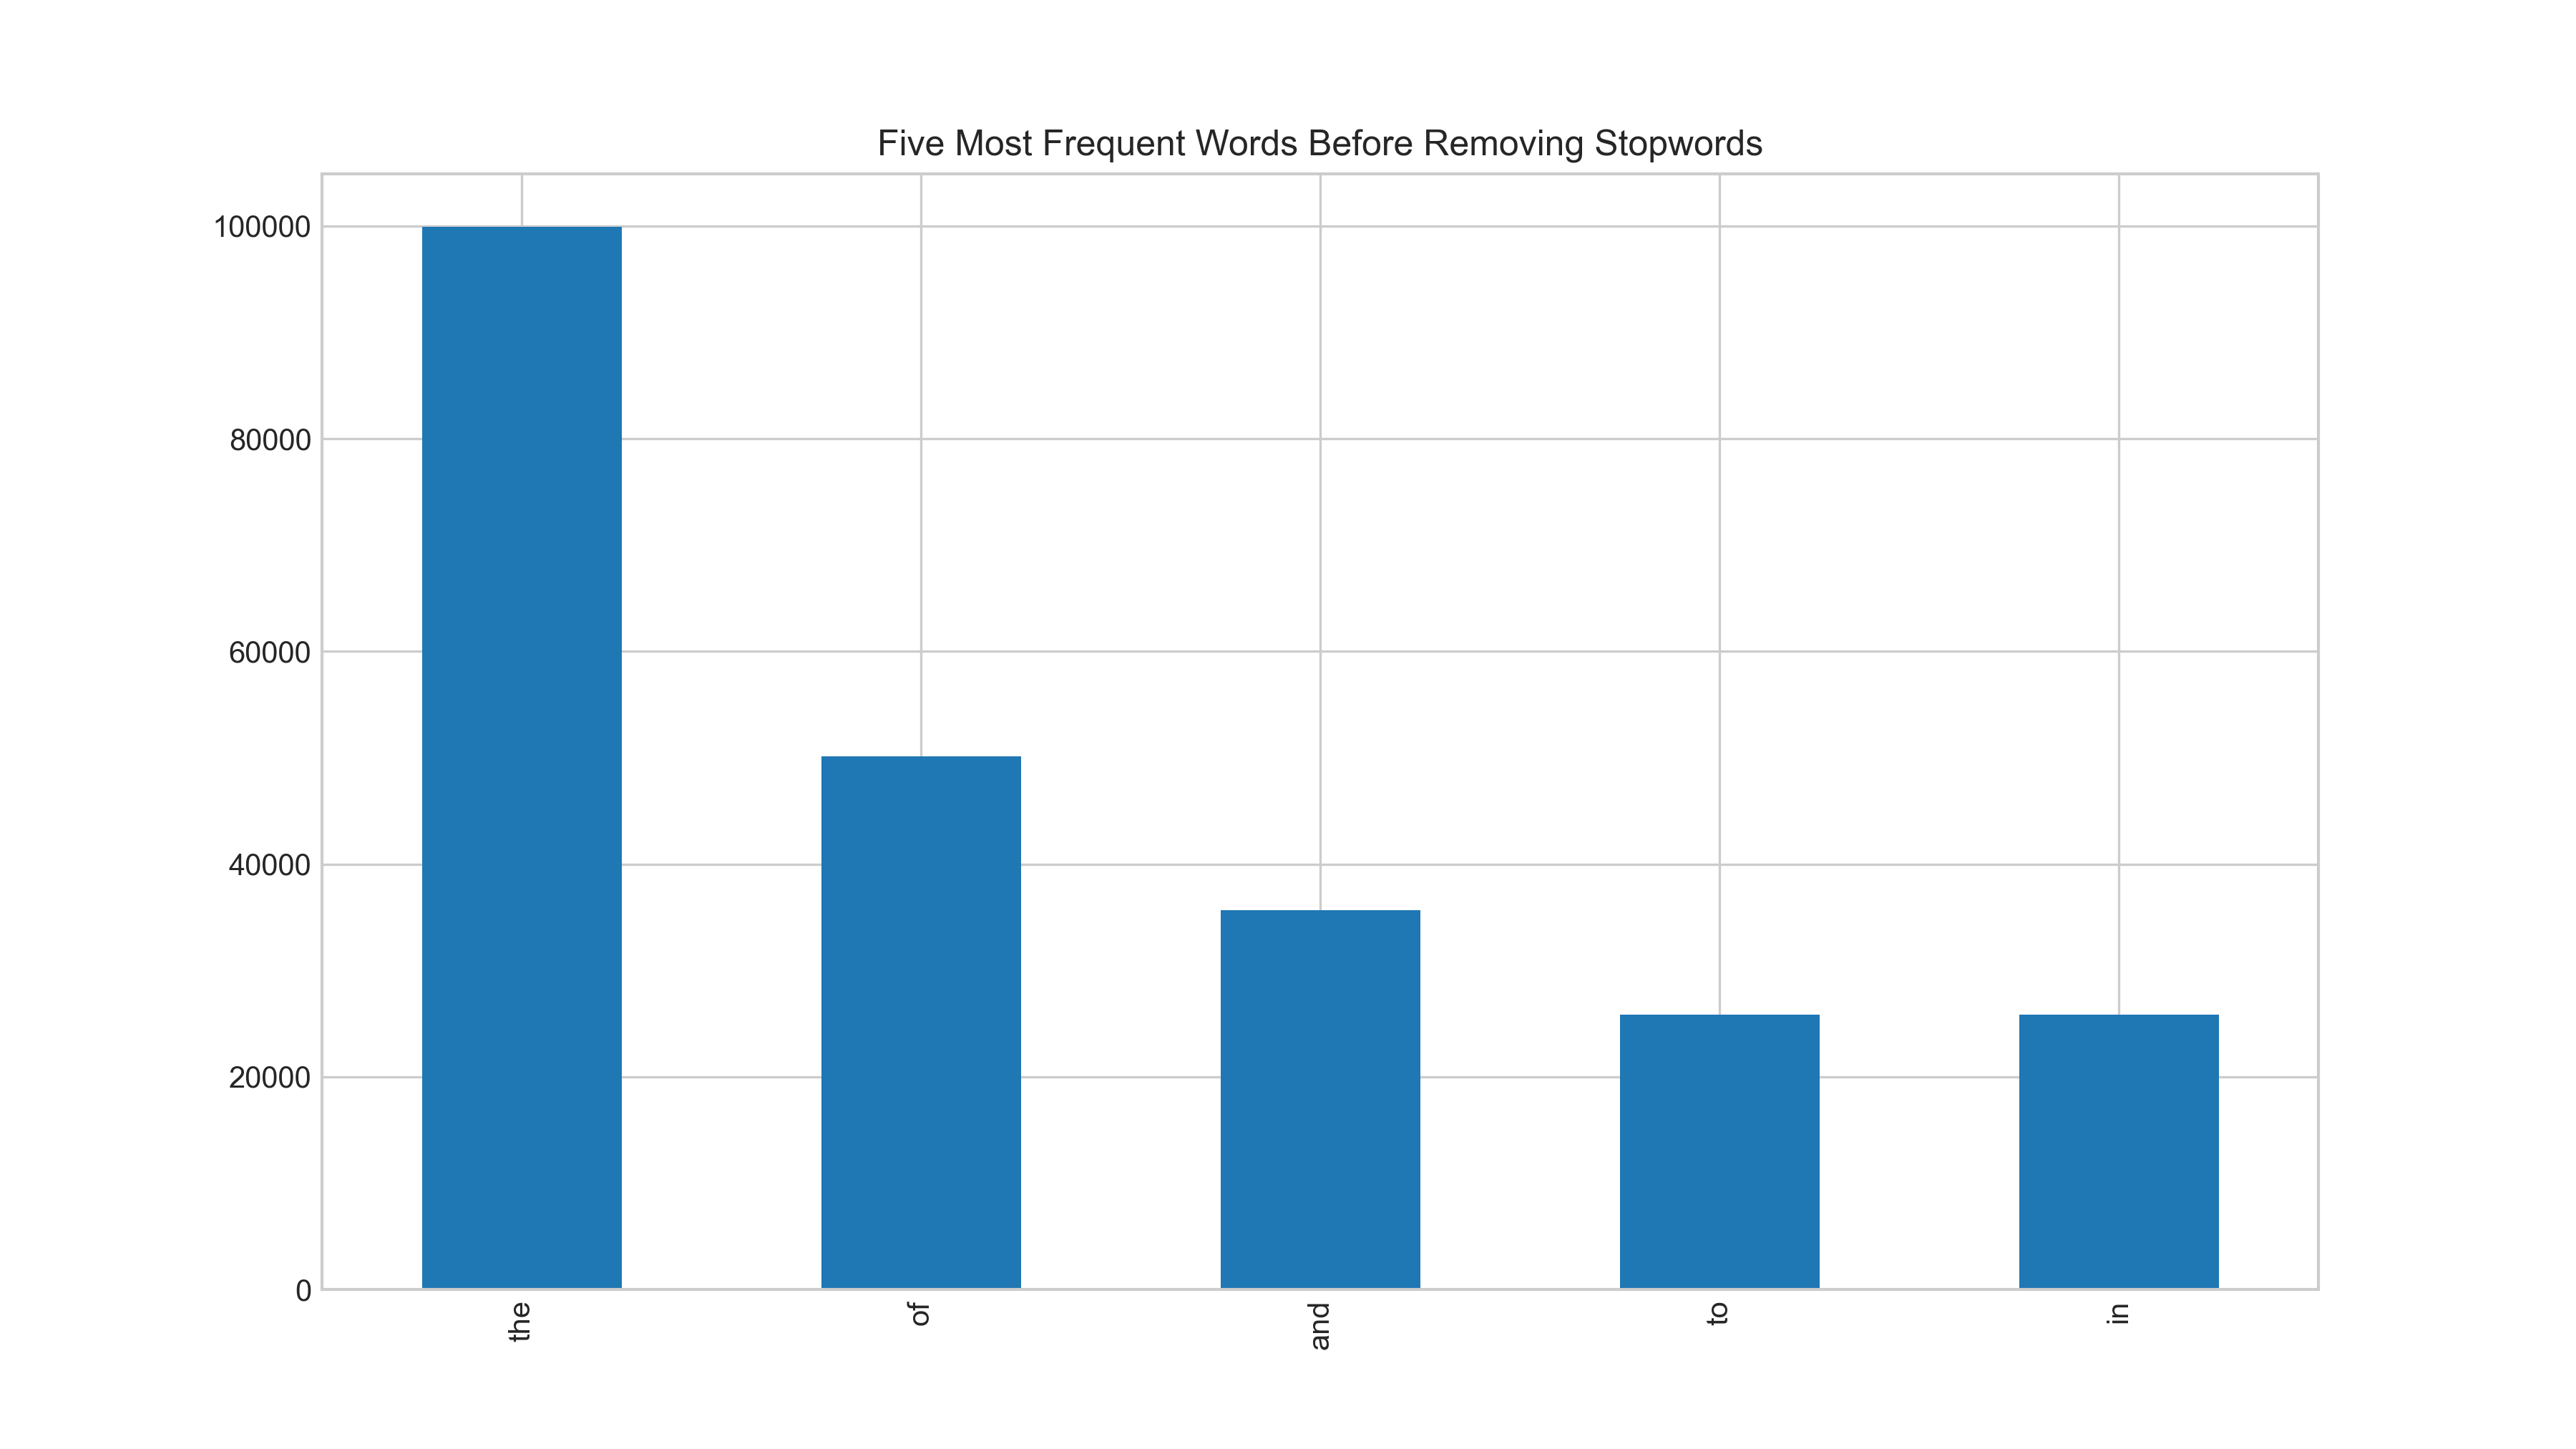 Five Most Frequent Words Before Removing Stopwords
100000
80000
60000
40000
20000
0
the
of
and
to
in